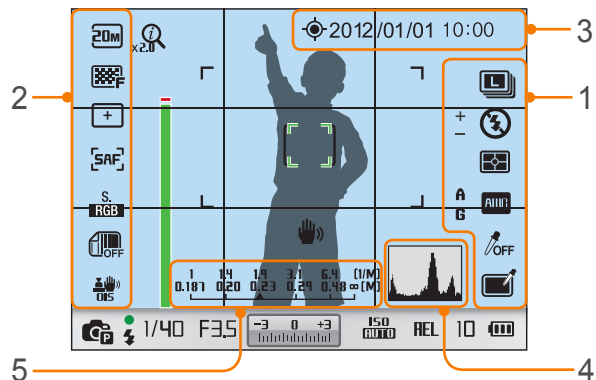 3
2012/01/01 10:00
2
20M
i
x2.0
F
+
SAF
S.
RGB
OFF
OIS
1
L
+
−
A
G
AWB
OFF
1 1.4 1.9 3.1 6.4 [1/M]
0.187 0.20 0.23 0.29 0.48 ∞ [M]
P
1/40 F3.5 −3 0 +3 ISO AUTO AEL 10
5
4